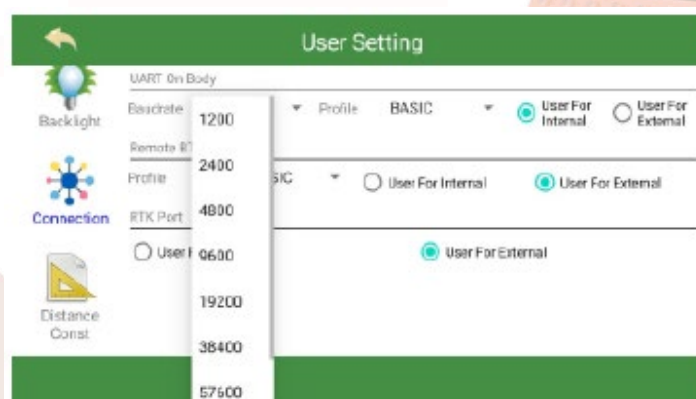 User Setting
UART On Body
Backlight
Baudrate
Profile
BASIC
User For Internal
User For External
Profile
User For Internal
User For External
Connection
RTK Port
User For External
Distance
Const
1200
2400
4800
9600
19200
38400
57600